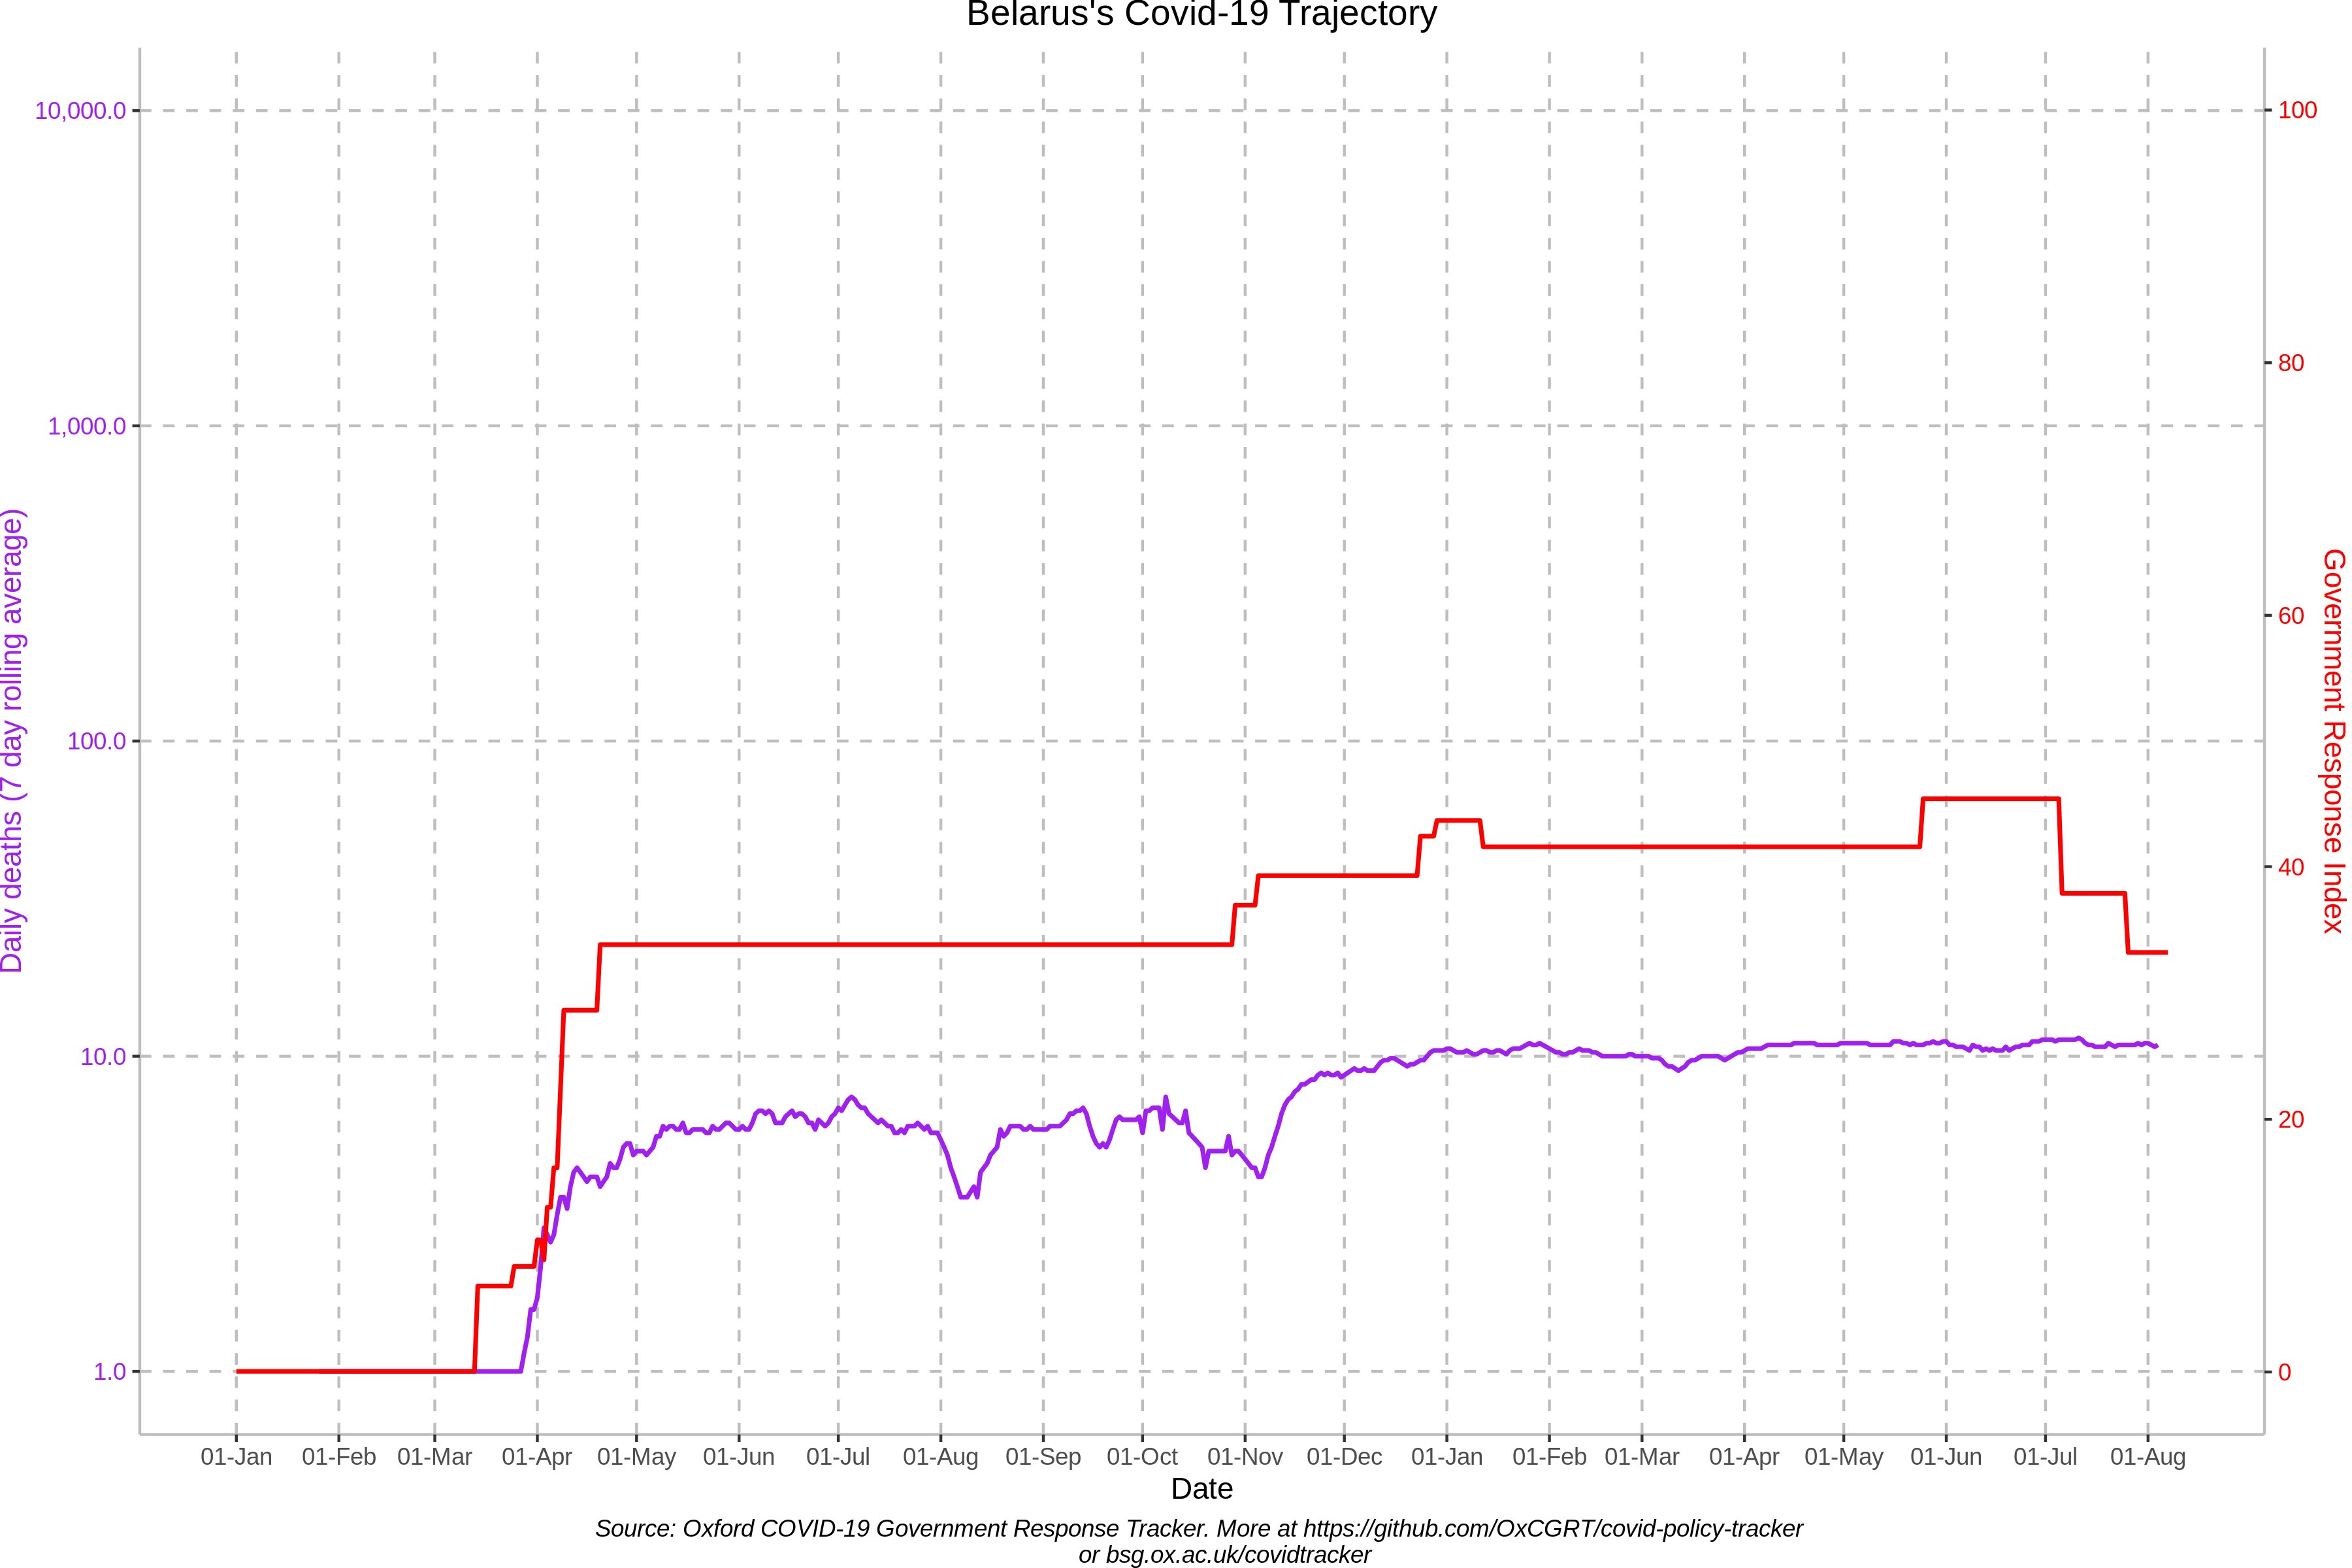 Belarus's Covid-19 Trajectory
10,000.0
1,000.0
100.0
10.0
1.0
Daily deaths (7 day rolling average)
100
80
60
40
20
0
Government Response Index
01-Jan 01-Feb 01-Mar 01-Apr 01-May 01-Jun 01-Jul 01-Aug 01-Sep 01-Oct 01-Nov 01-Dec 01-Jan 01-Feb 01-Mar 01-Apr 01-May 01-Jun 01-Jul 01-Aug
Date
Source: Oxford COVID-19 Government Response Tracker. More at https://github.com/OxCGRT/covid-policy-tracker
or bsg.ox.ac.uk/covidtracker